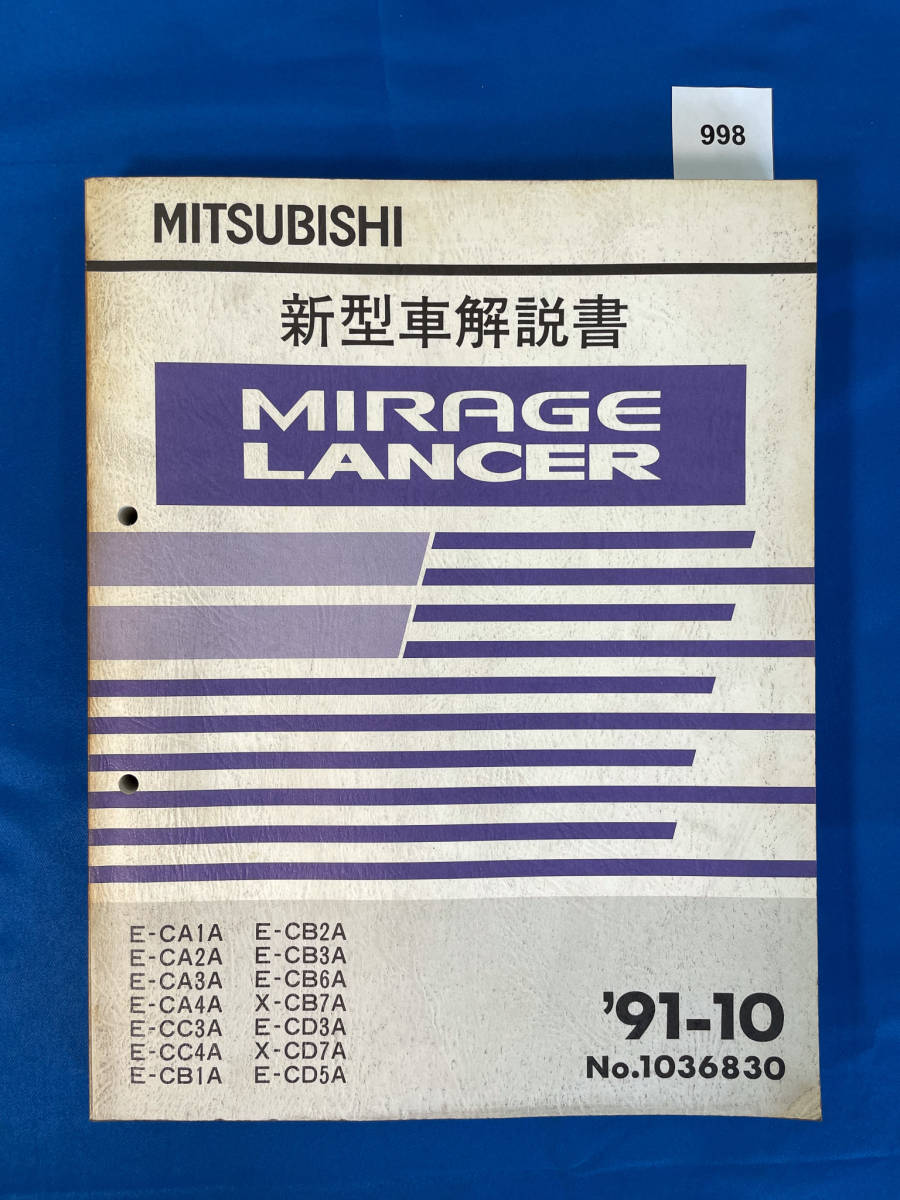 998
MITSUBISHI
新型車解説書
MIRAGE
LANCER
E-CA1A E-CB2A
E-CA2A E-CB3A
E-CA3A E-CB6A
E-CA4A X-CB7A
E-CC3A E-CD3A
E-CC4A X-CD7A
E-CB1A E-CD5A
'91-10
No.1036830